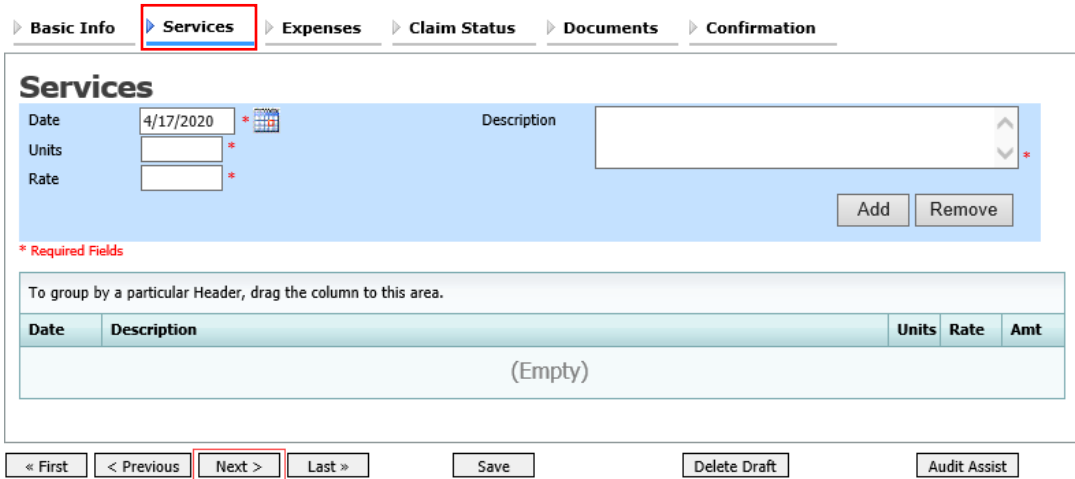 Basic Info Services Expenses Claim Status Documents Confirmation
Services
Date 4/17/2020 * Description
Units *
Rate *
*
Add Remove
* Required Fields
To group by a particular Header, drag the column to this area.
Date Description Units Rate Amt
(Empty)
« First < Previous Next > Last » Save Delete Draft Audit Assist